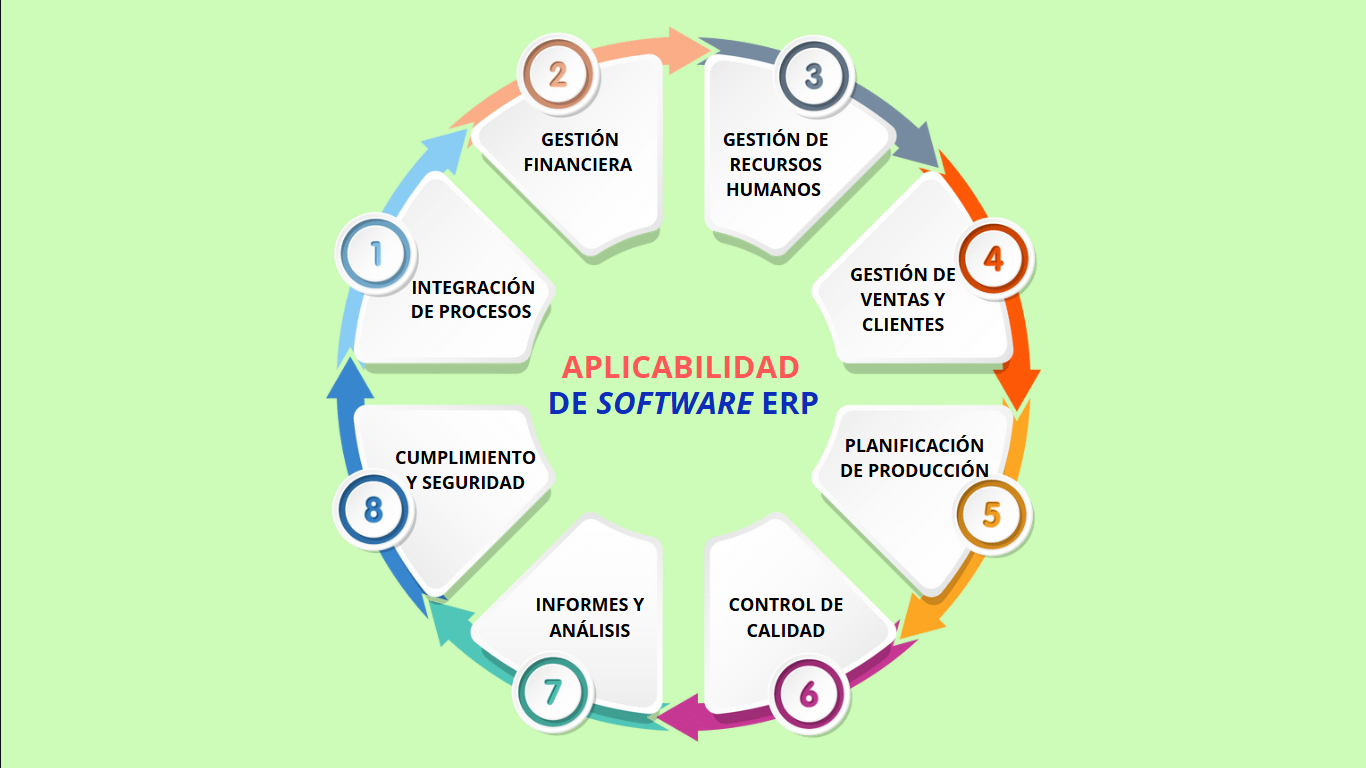 APLICABILIDAD
DE SOFTWARE ERP
1
INTEGRACIÓN
DE PROCESOS
2
GESTIÓN
FINANCIERA
3
GESTIÓN DE
RECURSOS
HUMANOS
4
GESTIÓN DE
VENTAS Y
CLIENTES
5
PLANIFICACIÓN
DE PRODUCCIÓN
6
CONTROL DE
CALIDAD
7
INFORMES Y
ANÁLISIS
8
CUMPLIMIENTO
Y SEGURIDAD